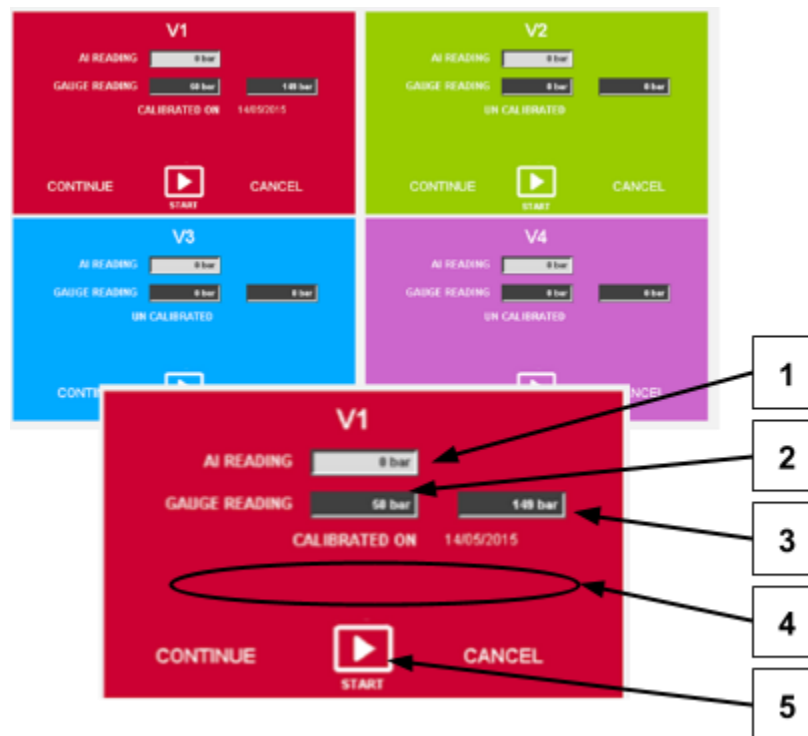 V1
AI READING 0 bar
GAUGE READING 50 bar 149 bar
CALIBRATED ON 14/05/2015
CONTINUE START CANCEL
V2
AI READING 0 bar
GAUGE READING 0 bar 0 bar
UN CALIBRATED
CONTINUE START CANCEL
V3
AI READING 0 bar
GAUGE READING 0 bar 0 bar
UN CALIBRATED
CONTI
V4
AI READING 0 bar
GAUGE READING 0 bar 0 bar
UN CALIBRATED
NCEL
V1
AI READING 0 bar
GAUGE READING 50 bar 149 bar
CALIBRATED ON 14/05/2015
CONTINUE START CANCEL
1
2
3
4
5